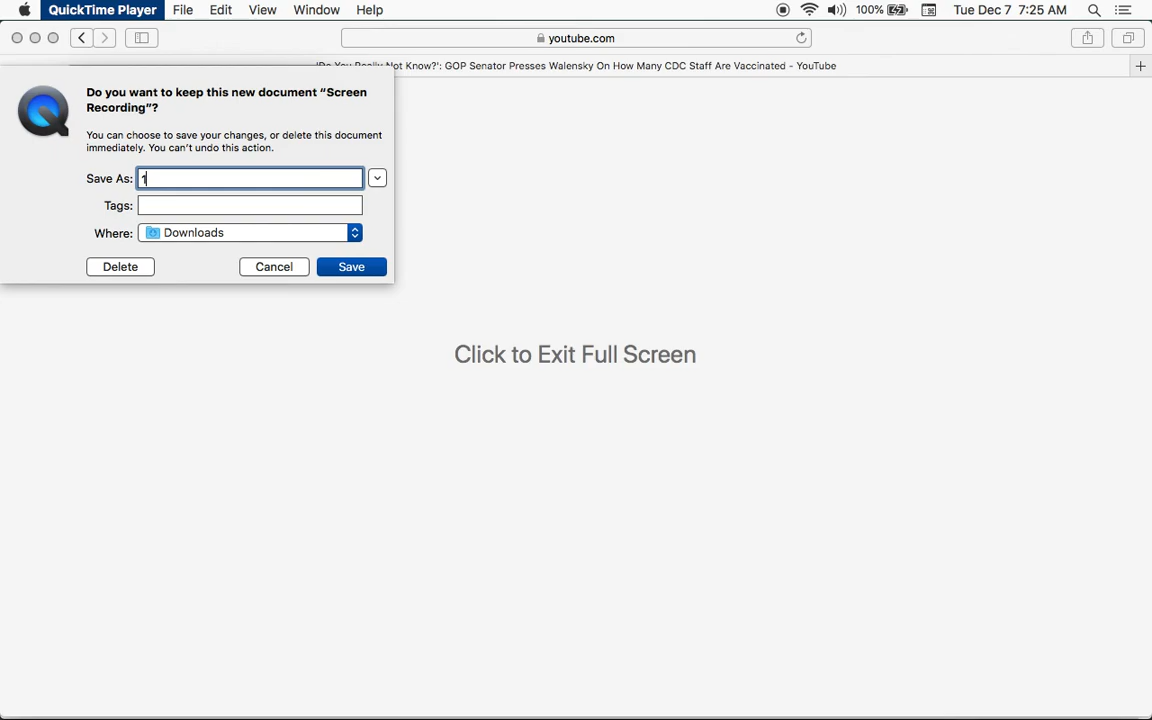 QuickTime Player File Edit View Window Help 100% Tue Dec 7 7:25 AM
youtube.com
'Do You Really Not Know?': GOP Senator Presses Walensky On How Many CDC Staff Are Vaccinated - YouTube
Do you want to keep this new document “Screen
Recording”?
You can choose to save your changes, or delete this document
immediately. You can’t undo this action.
Save As: 1
Tags:
Where: Downloads
Delete Cancel Save
Click to Exit Full Screen